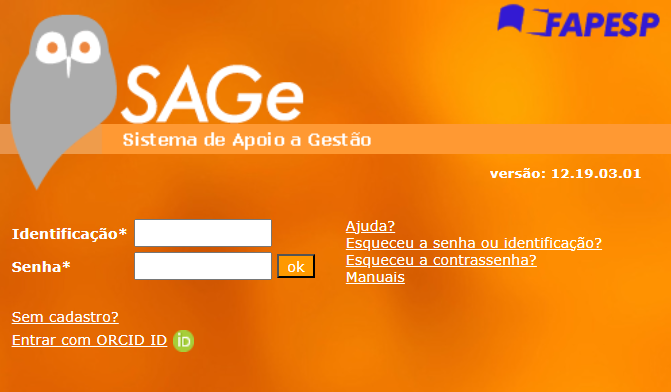 FAPESP
SAGe
Sistema de Apoio a Gestão
versão: 12.19.03.01
Identificação*
Senha*
ok
Ajuda?
Esqueceu a senha ou identificação?
Esqueceu a contrassenha?
Manuais
Sem cadastro?
Entrar com ORCID ID iD